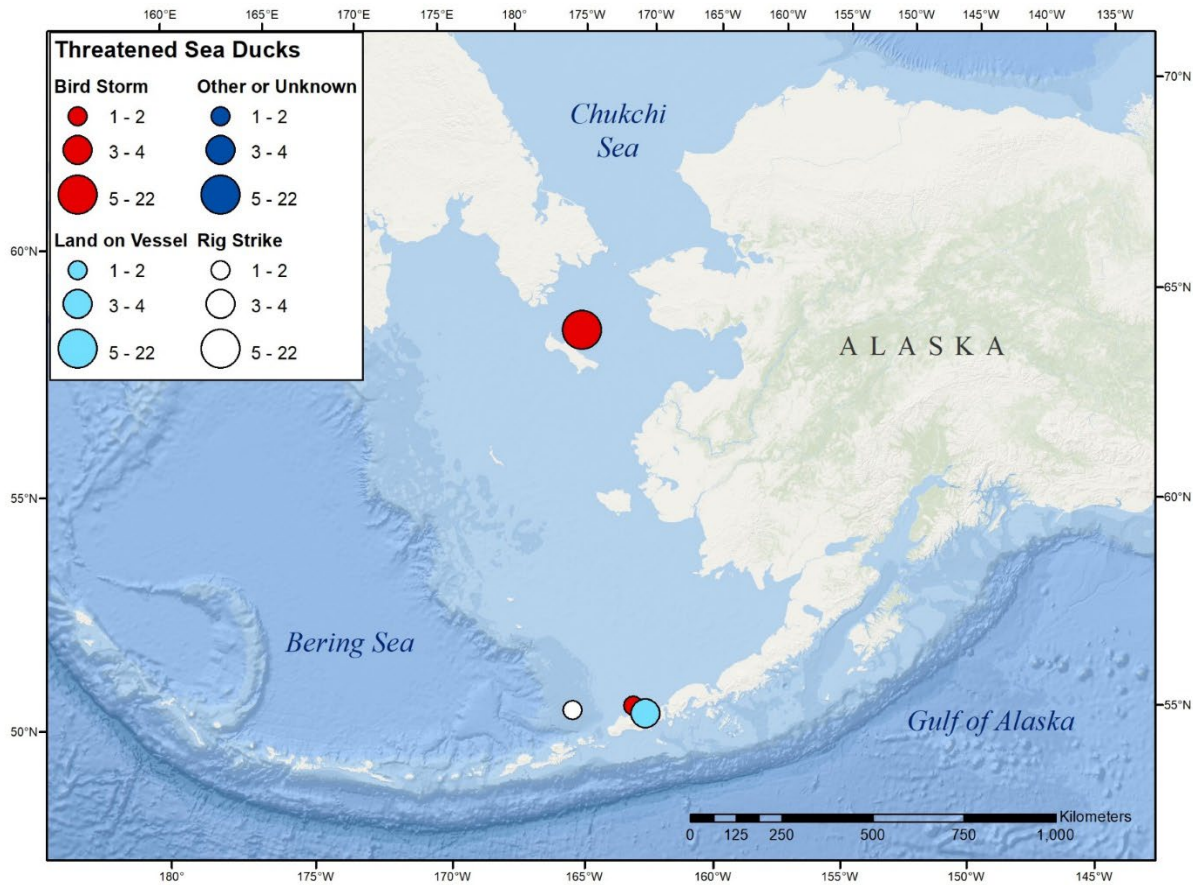 160°E 165°E 170°E 175°E 180° 175°W 170°W 165°W 160°W 155°W 150°W 145°W 140°W 135°W
Threatened Sea Ducks
Bird Storm
1 - 2
3 - 4
5 - 22
Other or Unknown
1 - 2
3 - 4
5 - 22
Land on Vessel
1 - 2
3 - 4
5 - 22
Rig Strike
1 - 2
3 - 4
5 - 22
Chukchi
Sea
70°N
60°N
65°N
ALASKA
55°N
60°N
Bering Sea
Gulf of Alaska
50°N
55°N
Kilometers
0 125 250 500 750 1,000
180° 175°W 170°W 165°W 160°W 155°W 150°W 145°W